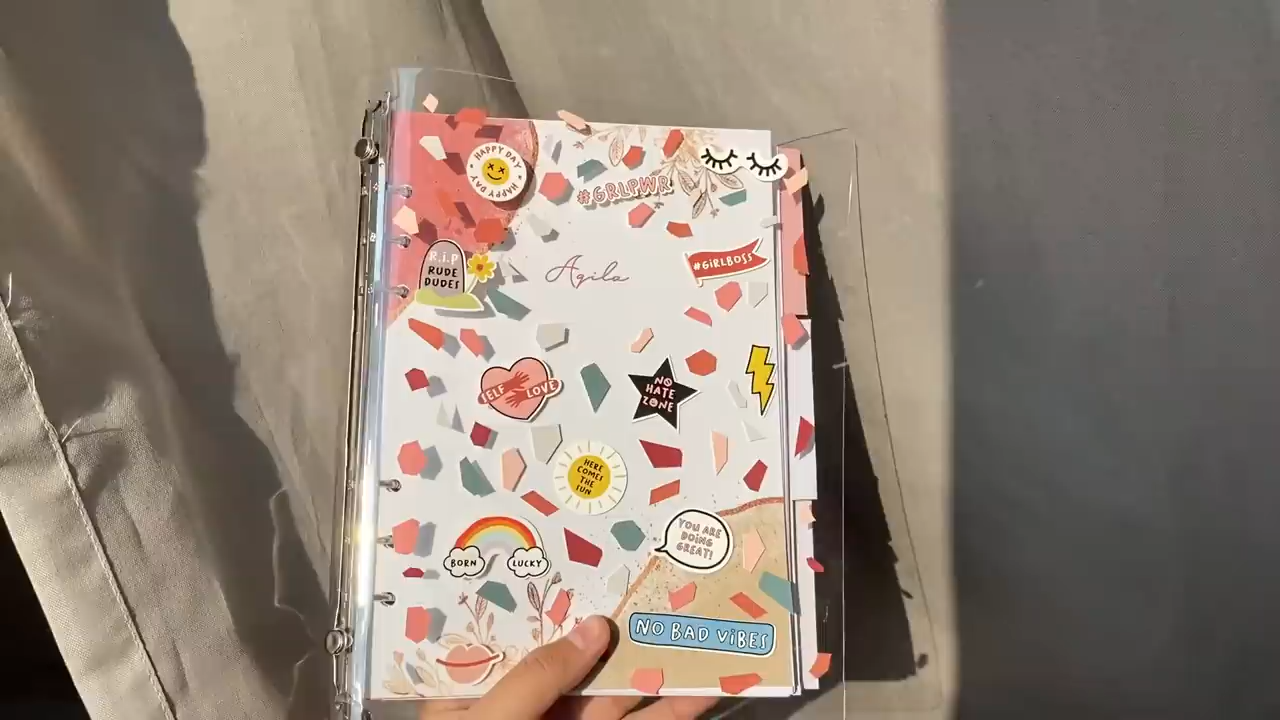 HAPPY DAY
HAPPY DAY
#GRLPWR
R.i.P
RUDE
DUDES
Agila
#GiRLBOSS
SELF LOVE
NO
HATE
ZONE
HERE
COMES
THE
SUN
YOU ARE
DOING
GREAT!
BORN LUCKY
NO BAD ViBES